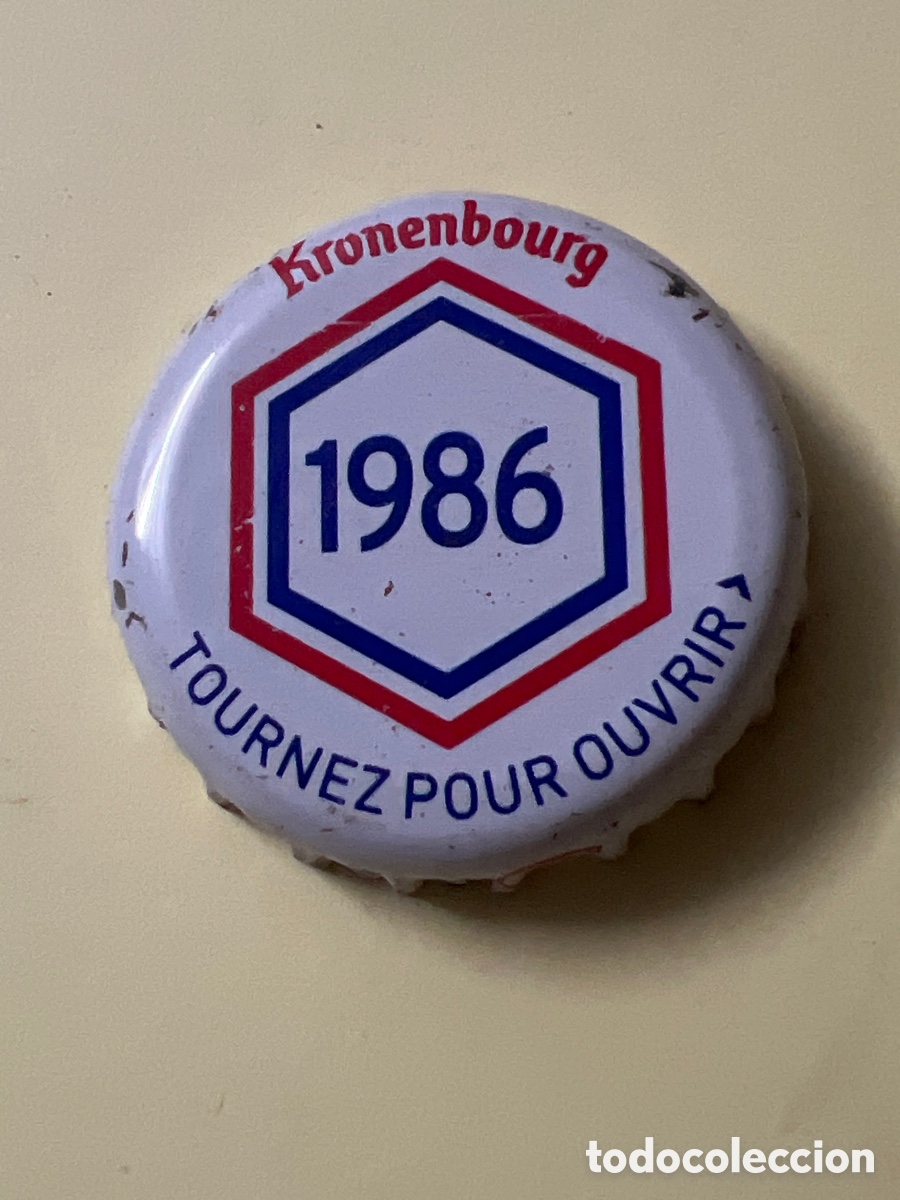 Kronenbourg
1986
TOURNEZ POUR OUVRIR >
todocoleccion